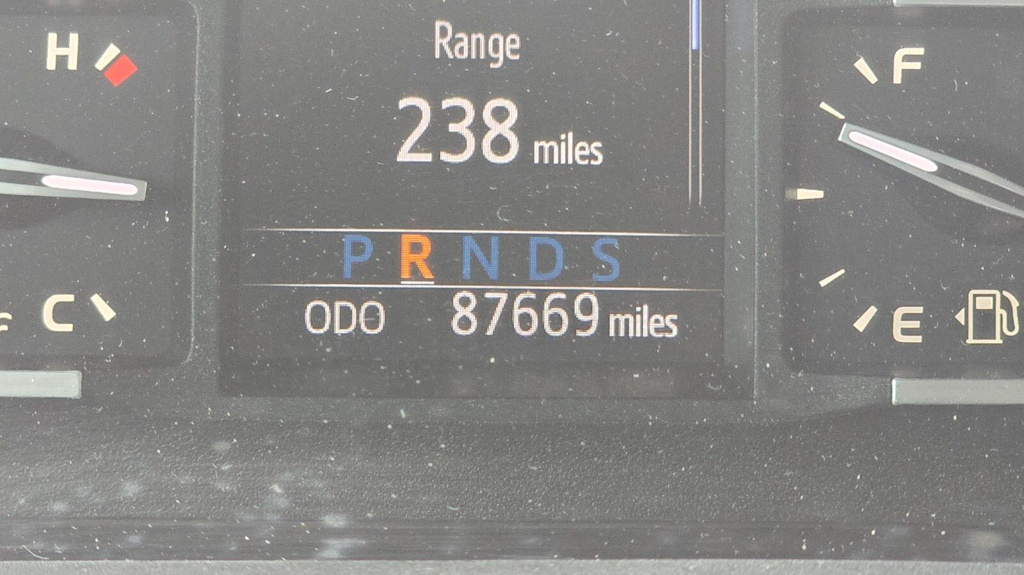 H
Range
F
238 miles
P R N D S
C
ODO 87669 miles
E